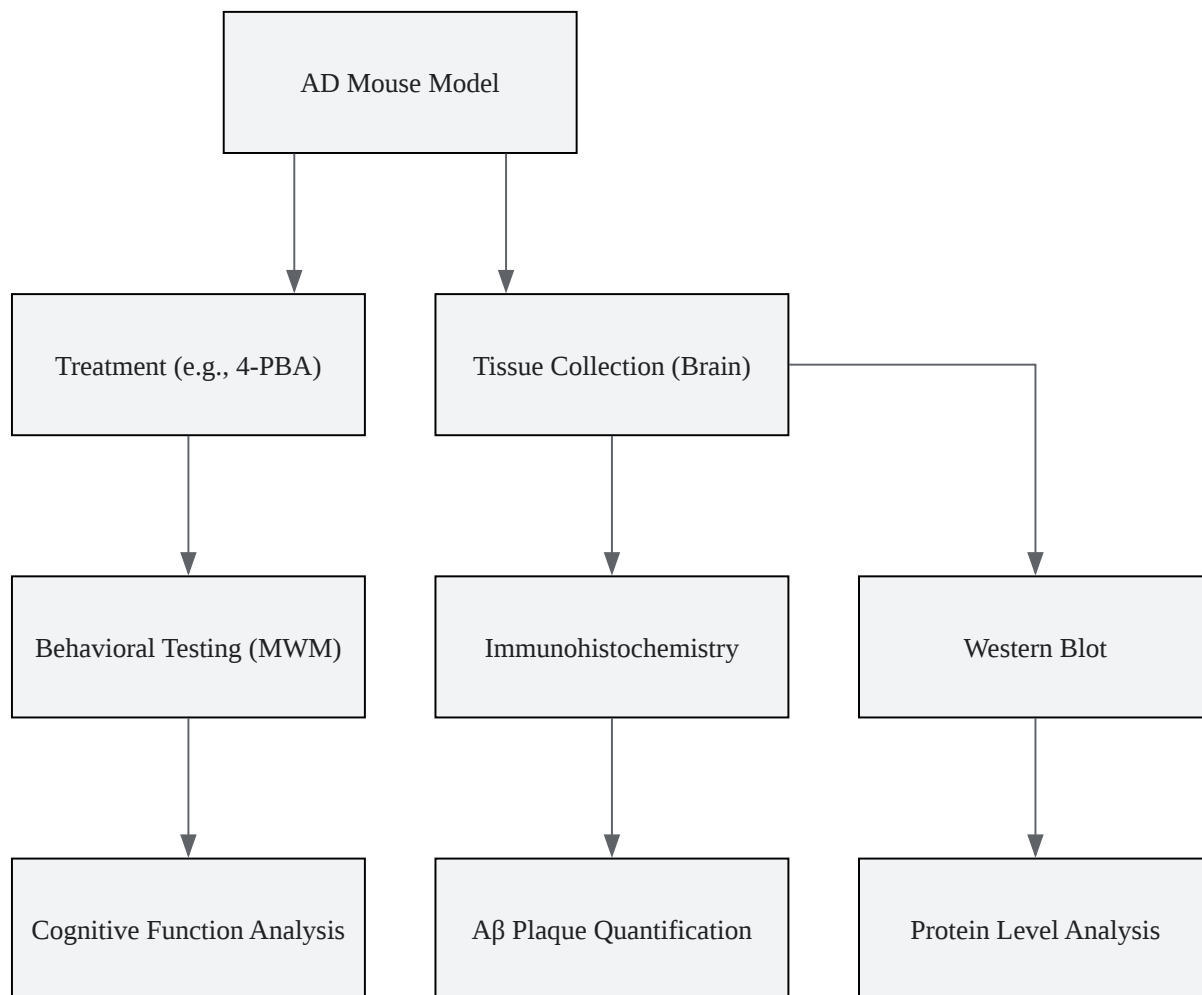 AD Mouse Model
Treatment (e.g., 4-PBA)
Tissue Collection (Brain)
Behavioral Testing (MWM)
Immunohistochemistry
Western Blot
Cognitive Function Analysis
Aβ Plaque Quantification
Protein Level Analysis